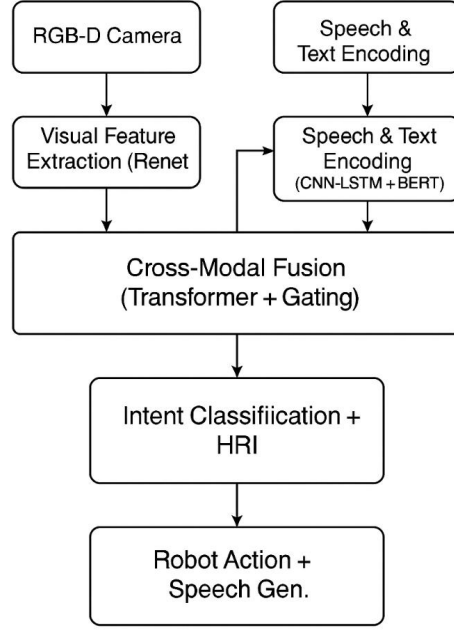 RGB-D Camera
Speech &
Text Encoding
Visual Feature
Extraction (Renet
Speech & Text
Encoding
(CNN-LSTM + BERT)
Cross-Modal Fusion
(Transformer + Gating)
Intent Classifiication +
HRI
Robot Action +
Speech Gen.